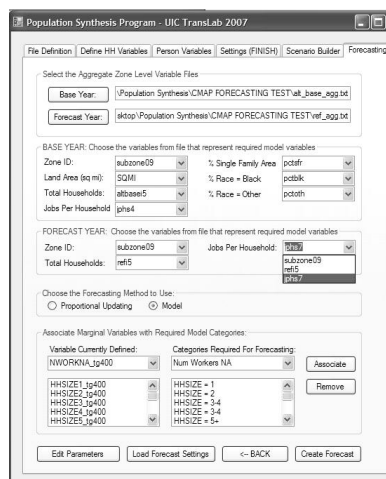 Population Synthesis Program - UIC TransLab 2007
File Definition Define HH Variables Person Variables Settings (FINISH) Scenario Builder Forecasting
Select the Aggregate Zone Level Variable Files
Base Year: \Population Synthesis\CMAP FORECASTING TEST\alt_base_agg.txt
Forecast Year: sktop\Population Synthesis\CMAP FORECASTING TEST\ref_agg.txt
BASE YEAR: Choose the variables from file that represent required model variables
Zone ID: subzone09 % Single Family Area pctsfr
Land Area (sq mi): SQMI % Race = Black pctblk
Total Households: altbasei5 % Race = Other pctoth
Jobs Per Household jphs4
FORECAST YEAR: Choose the variables from file that represent required model variables
Zone ID: subzone09 Jobs Per Household: jphs7
Total Households: refi5
subzone09
refi5
jphs7
Choose the Forecasting Method to Use:
Proportional Updating Model
Associate Marginal Variables with Required Model Categories:
Variable Currently Defined: Categories Required For Forecasting:
NWORKNA_tg400 Num Workers NA Associate
HHSIZE1_tg400 HHSIZE = 1 Remove
HHSIZE2_tg400 HHSIZE = 2
HHSIZE3_tg400 HHSIZE = 3-4
HHSIZE4_tg400 HHSIZE = 3-4
HHSIZE5_tg400 HHSIZE = 5+
Edit Parameters Load Forecast Settings <-- BACK Create Forecast